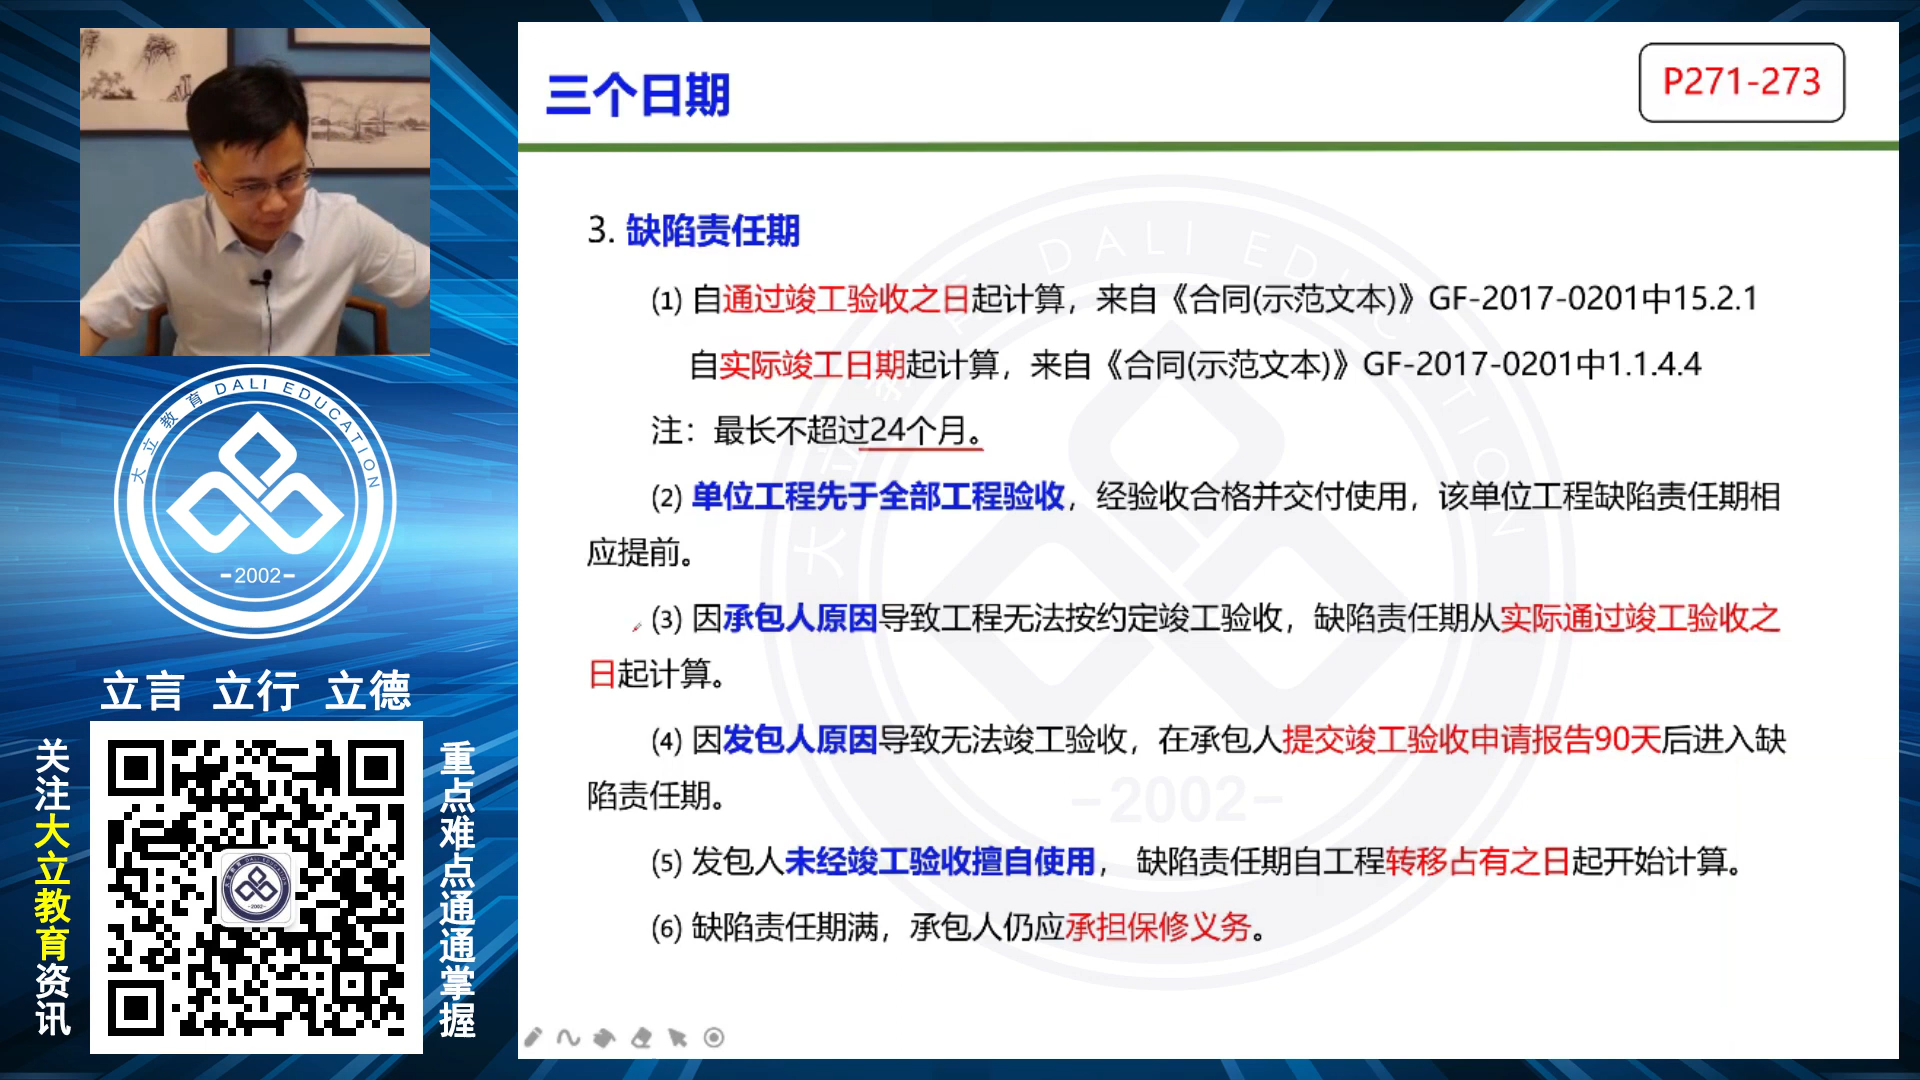 三个日期
P271-273
3. 缺陷责任期
(1) 自通过竣工验收之日起计算，来自《合同(示范文本)》GF-2017-0201中15.2.1
自实际竣工日期起计算，来自《合同(示范文本)》GF-2017-0201中1.1.4.4
注：最长不超过24个月。
(2) 单位工程先于全部工程验收，经验收合格并交付使用，该单位工程缺陷责任期相
应提前。
(3) 因承包人原因导致工程无法按约定竣工验收，缺陷责任期从实际通过竣工验收之
日起计算。
(4) 因发包人原因导致无法竣工验收，在承包人提交竣工验收申请报告90天后进入缺
陷责任期。
(5) 发包人未经竣工验收擅自使用， 缺陷责任期自工程转移占有之日起开始计算。
(6) 缺陷责任期满，承包人仍应承担保修义务。
大立教育 DALI EDUCATION
-2002-
立言 立行 立德
关注大立教育资讯
重点难点通通掌握
大立教育 DALI EDUCATION
-2002-